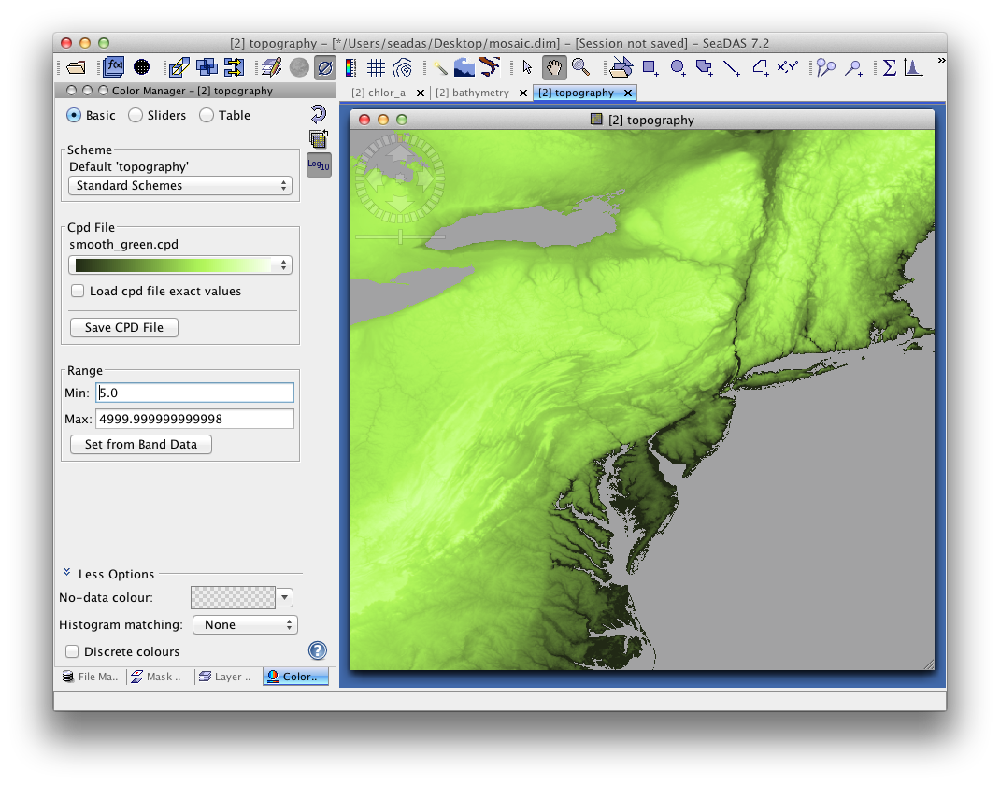 [2] topography – [*/Users/seadas/Desktop/mosaic.dim] – [Session not saved] – SeaDAS 7.2
f(x) Σ x,y »
Color Manager – [2] topography
[2] chlor_a × [2] bathymetry × [2] topography ×
Basic Sliders Table
[2] topography
Scheme
Default 'topography'
Log10
Standard Schemes
Cpd File
smooth_green.cpd
Load cpd file exact values
Save CPD File
Range
Min: 5.0
Max: 4999.999999999998
Set from Band Data
Less Options
No-data colour:
Histogram matching: None
Discrete colours ?
File Ma.. Mask .. Layer .. Color..